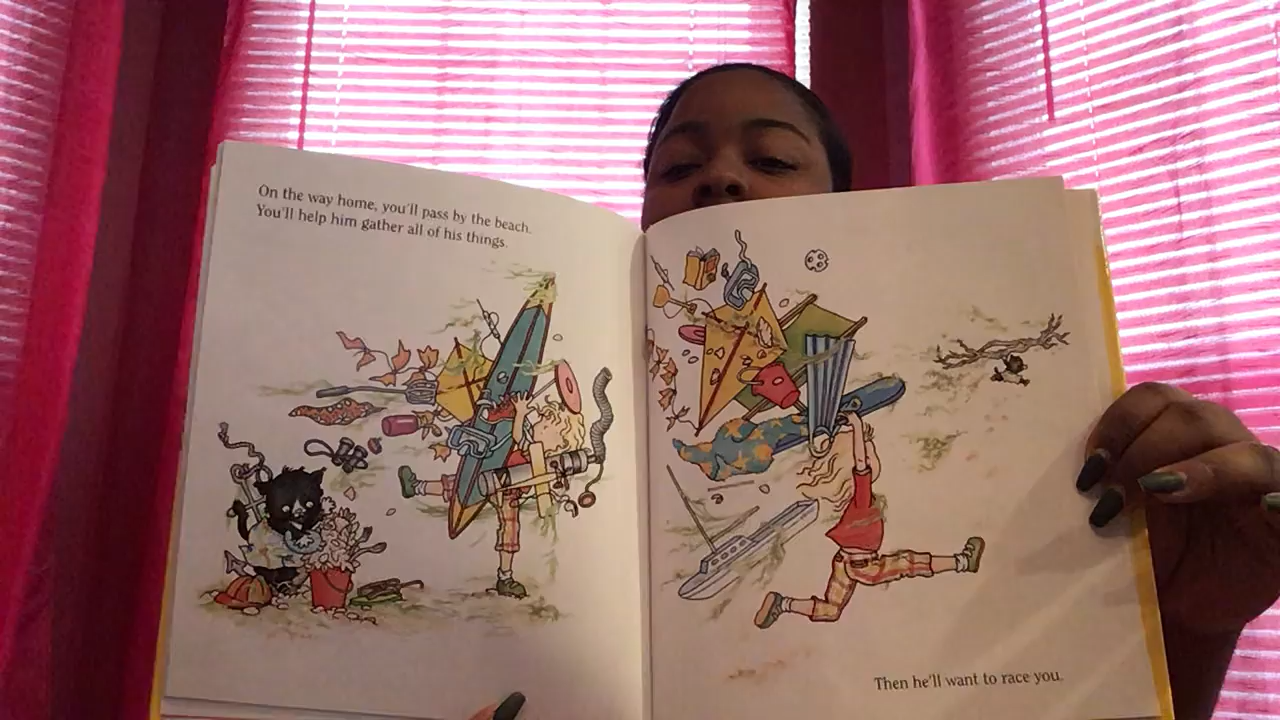 On the way home, you'll pass by the beach.
You'll help him gather all of his things.
Then he'll want to race you.